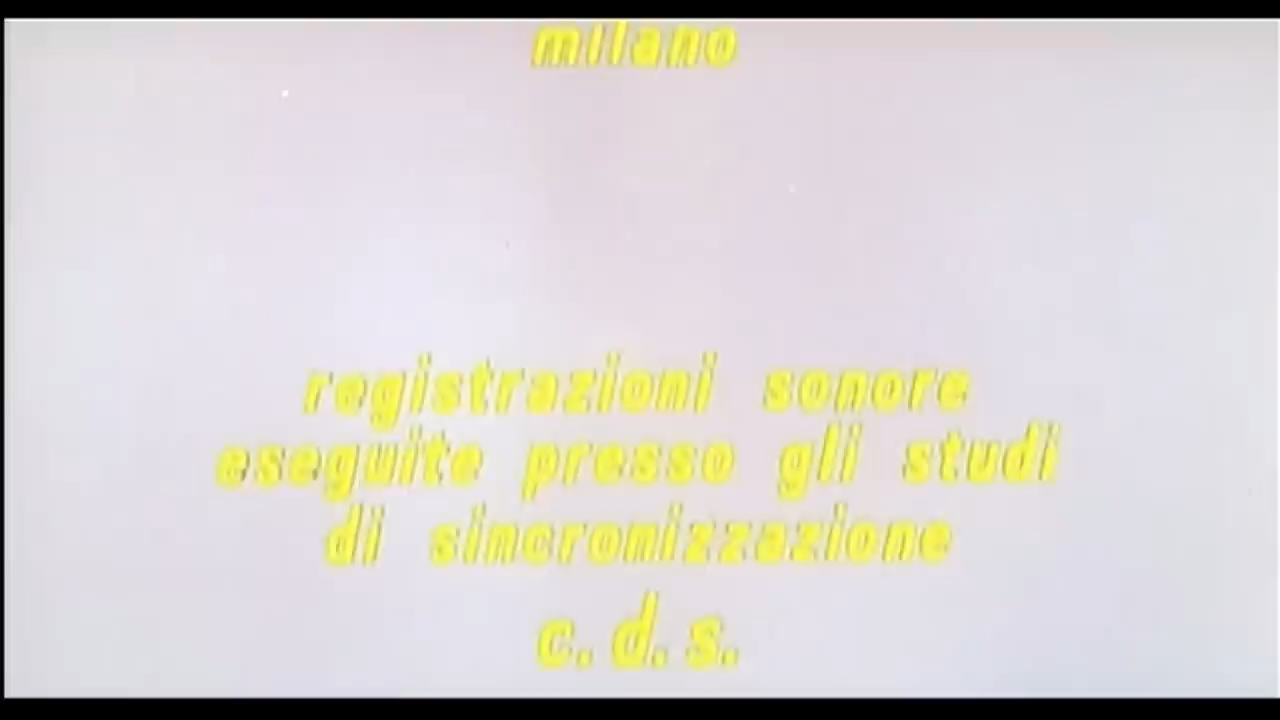 milano
registrazioni sonore
eseguite presso gli studi
di sincronizzazione
c. d. s.